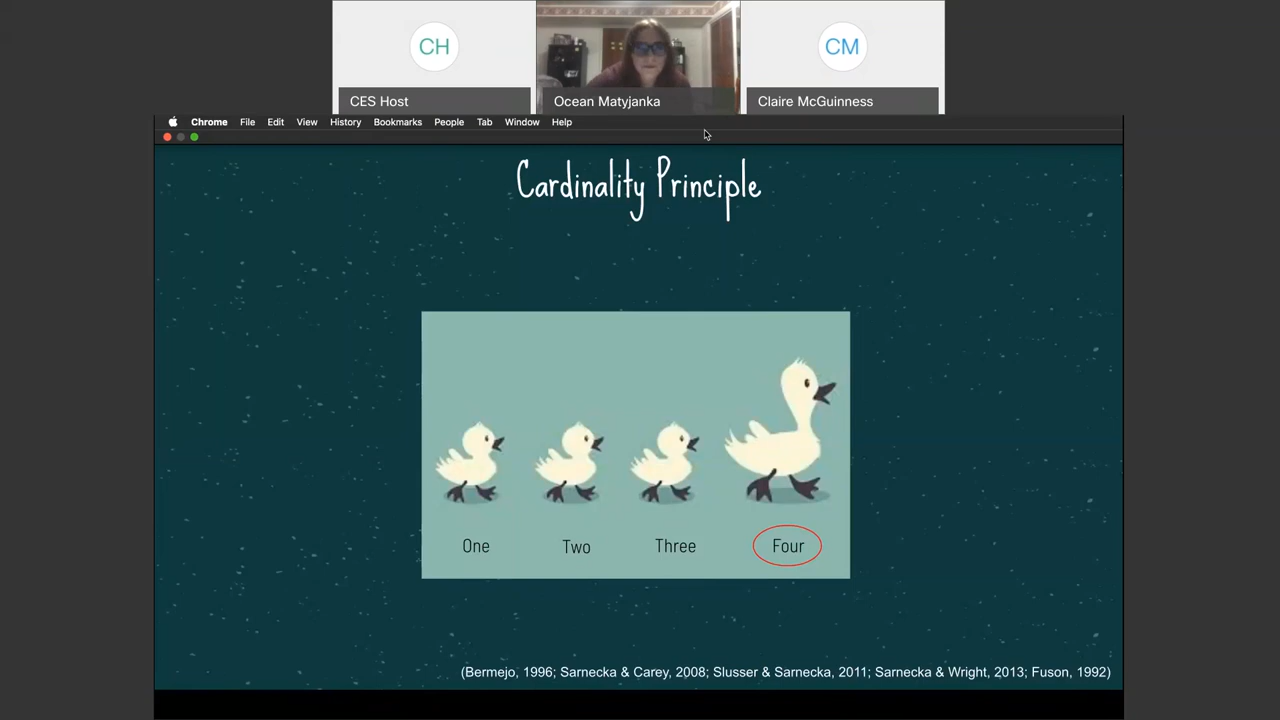 CH
CM
CES Host
Ocean Matyjanka
Claire McGuinness
Chrome File Edit View History Bookmarks People Tab Window Help
Cardinality Principle
One Two Three Four
(Bermejo, 1996; Sarnecka & Carey, 2008; Slusser & Sarnecka, 2011; Sarnecka & Wright, 2013; Fuson, 1992)